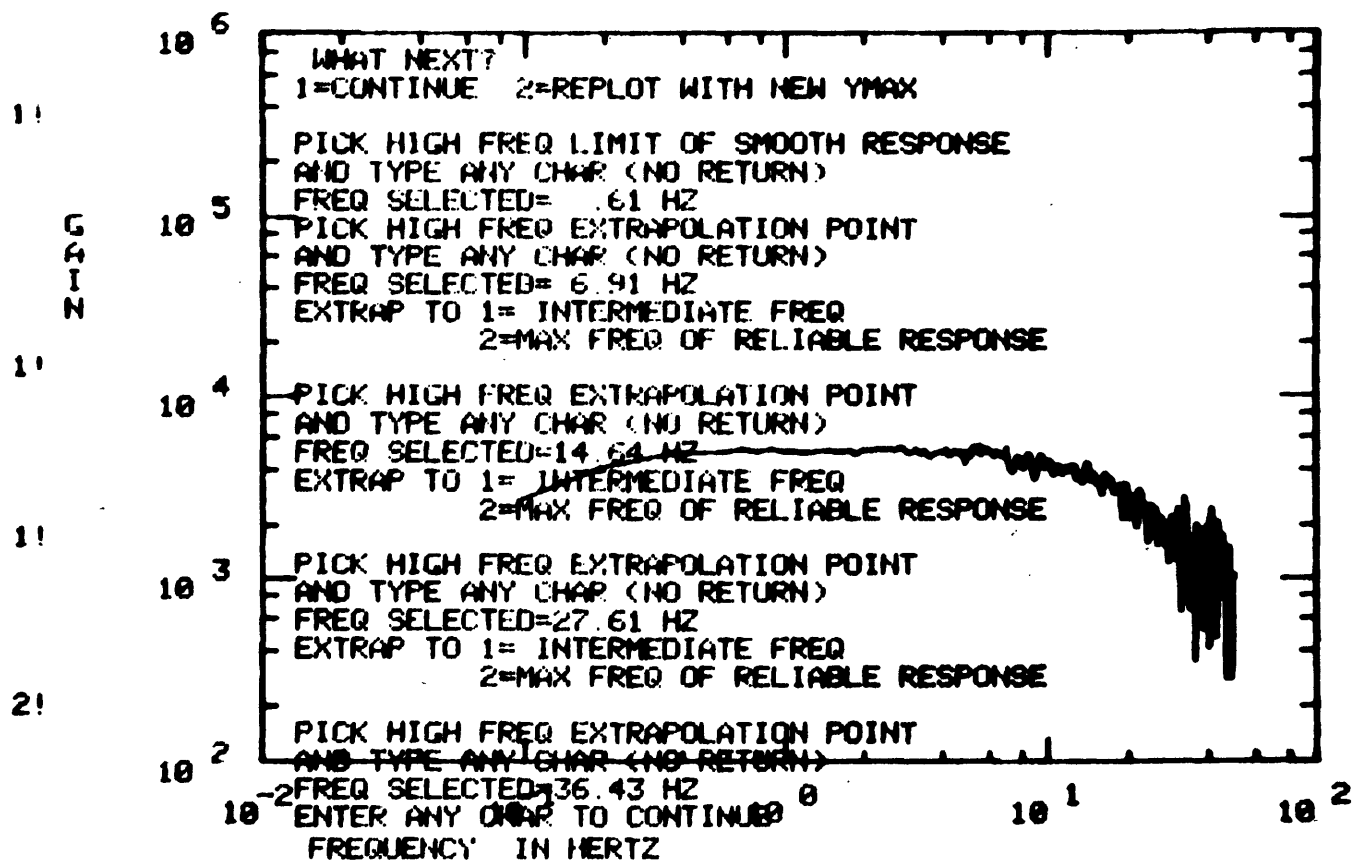 10 6
WHAT NEXT?
1=CONTINUE 2=REPLOT WITH NEW YMAX
1!
PICK HIGH FREQ LIMIT OF SMOOTH RESPONSE
AND TYPE ANY CHAR (NO RETURN)
FREQ SELECTED= .61 HZ
GAIN
10 5
PICK HIGH FREQ EXTRAPOLATION POINT
AND TYPE ANY CHAR (NO RETURN)
FREQ SELECTED= 6.91 HZ
EXTRAP TO 1= INTERMEDIATE FREQ
2=MAX FREQ OF RELIABLE RESPONSE
1!
10 4
PICK HIGH FREQ EXTRAPOLATION POINT
AND TYPE ANY CHAR (NO RETURN)
FREQ SELECTED=14.64 HZ
EXTRAP TO 1= INTERMEDIATE FREQ
2=MAX FREQ OF RELIABLE RESPONSE
1!
10 3
PICK HIGH FREQ EXTRAPOLATION POINT
AND TYPE ANY CHAR (NO RETURN)
FREQ SELECTED=27.61 HZ
EXTRAP TO 1= INTERMEDIATE FREQ
2=MAX FREQ OF RELIABLE RESPONSE
2!
PICK HIGH FREQ EXTRAPOLATION POINT
10 2
AND TYPE ANY CHAR (NO RETURN)
FREQ SELECTED=36.43 HZ
10 -2 10 -1 10 0 10 1 10 2
ENTER ANY CHAR TO CONTINUE
FREQUENCY IN HERTZ